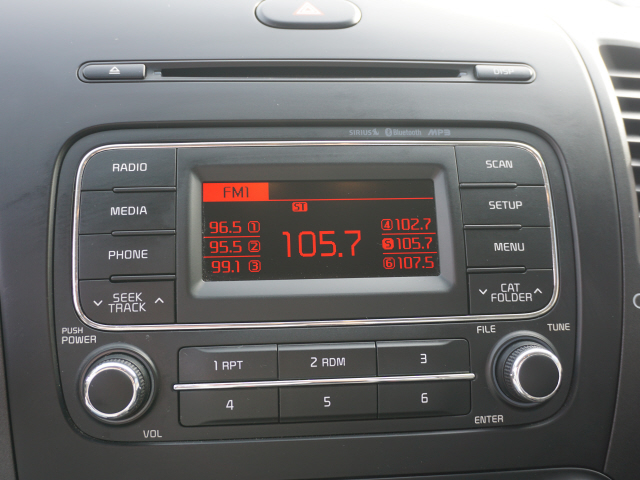 DISP
SIRIUS Bluetooth MP3
RADIO
MEDIA
PHONE
SEEK
TRACK
FM1
ST
96.5 1
95.5 2
99.1 3
105.7
4 102.7
5 105.7
6 107.5
SCAN
SETUP
MENU
CAT
FOLDER
PUSH
POWER
VOL
1 RPT
2 RDM
3
4
5
6
FILE
TUNE
ENTER